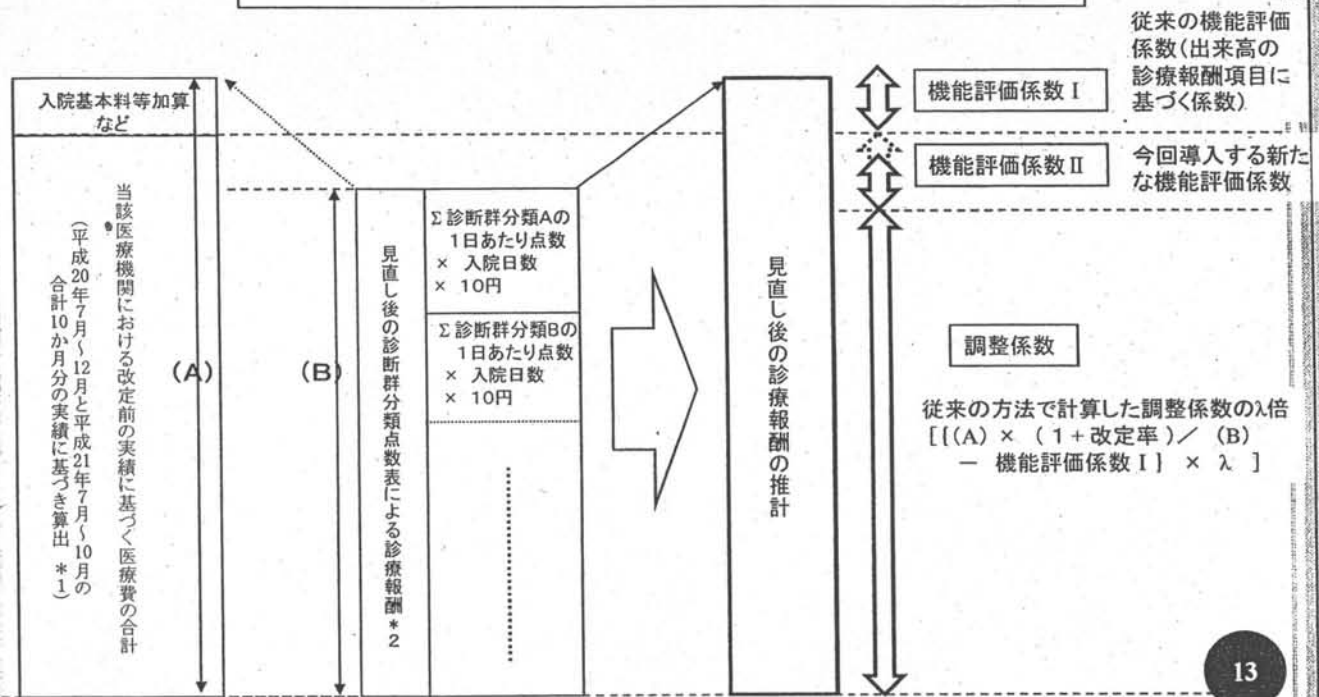 入院基本料等加算
など
当該医療機関における改定前の実績に基づく医療費の合計
(平成20年7月～12月と平成21年7月～10月の
合計10か月分の実績に基づき算出 *1)
(A)
(B)
見直し後の診断群分類点数表による診療報酬*2
Σ診断群分類Aの
1日あたり点数
× 入院日数
× 10円
Σ診断群分類Bの
1日あたり点数
× 入院日数
× 10円
見直し後の診療報酬の推計
機能評価係数Ⅰ
従来の機能評価
係数(出来高の
診療報酬項目に
基づく係数)
機能評価係数Ⅱ
今回導入する新た
な機能評価係数
調整係数
従来の方法で計算した調整係数のλ倍
[{(A) × (1+改定率)/ (B)
－ 機能評価係数Ⅰ} × λ ]
13